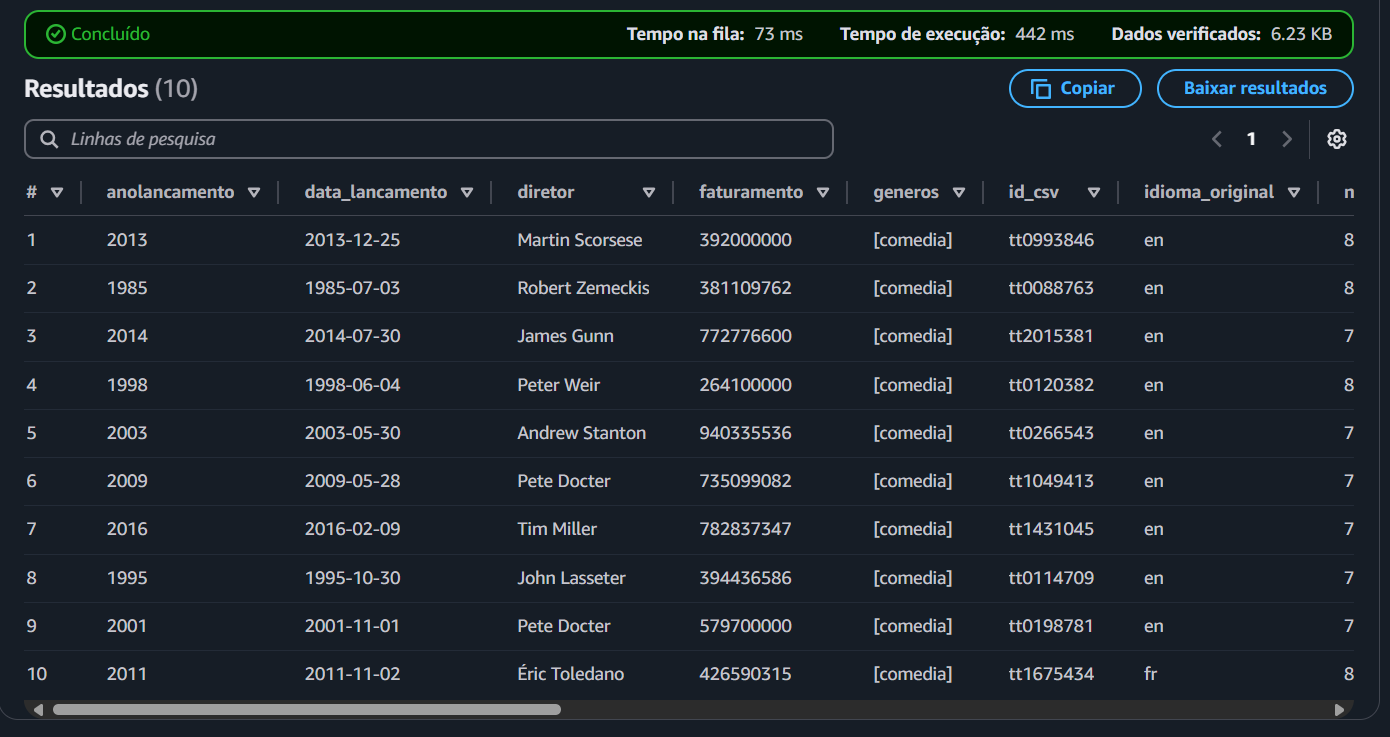 Concluído Tempo na fila: 73 ms Tempo de execução: 442 ms Dados verificados: 6.23 KB
Resultados (10) Copiar Baixar resultados
Linhas de pesquisa 1
# anolancamento data_lancamento diretor faturamento generos id_csv idioma_original n
1 2013 2013-12-25 Martin Scorsese 392000000 [comedia] tt0993846 en 8
2 1985 1985-07-03 Robert Zemeckis 381109762 [comedia] tt0088763 en 8
3 2014 2014-07-30 James Gunn 772776600 [comedia] tt2015381 en 7
4 1998 1998-06-04 Peter Weir 264100000 [comedia] tt0120382 en 8
5 2003 2003-05-30 Andrew Stanton 940335536 [comedia] tt0266543 en 7
6 2009 2009-05-28 Pete Docter 735099082 [comedia] tt1049413 en 7
7 2016 2016-02-09 Tim Miller 782837347 [comedia] tt1431045 en 7
8 1995 1995-10-30 John Lasseter 394436586 [comedia] tt0114709 en 7
9 2001 2001-11-01 Pete Docter 579700000 [comedia] tt0198781 en 7
10 2011 2011-11-02 Éric Toledano 426590315 [comedia] tt1675434 fr 8